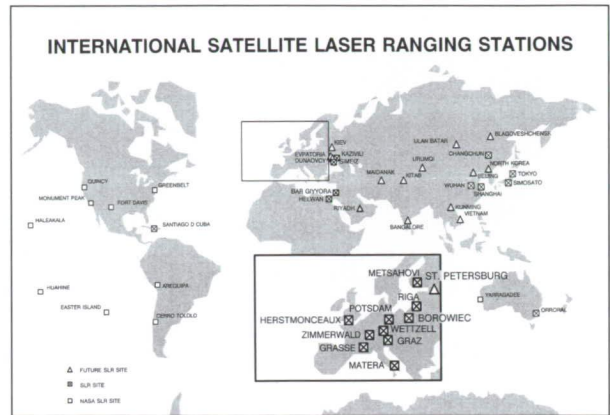 INTERNATIONAL SATELLITE LASER RANGING STATIONS
KIEV
BLAGOVESHCHENSK
ULAN BATAR
EVPATORIA
KAZIVILI
DUNAOVCY
SIMEIZ
CHANGCHUN
URUMQI
NORTH KOREA
QUINCY
GREENBELT
MAIDANAK
KITAB
BEIJING
TOKYO
MONUMENT PEAK
FORT DAVIS
BAR GIYYORA
WUHAN
SIMOSATO
HELWAN
SHANGHAI
HALEAKALA
RIYADH
KUNMING
SANTIAGO D CUBA
VIETNAM
BANGALORE
METSAHOVI
ST. PETERSBURG
HUAHINE
AREQUIPA
RIGA
YARRAGADEE
POTSDAM
EASTER ISLAND
HERSTMONCEAUX
BOROWIEC
ORRORAL
CERRO TOLOLO
WETTZELL
ZIMMERWALD
GRAZ
GRASSE
MATERA
FUTURE SLR SITE
SLR SITE
NASA SLR SITE